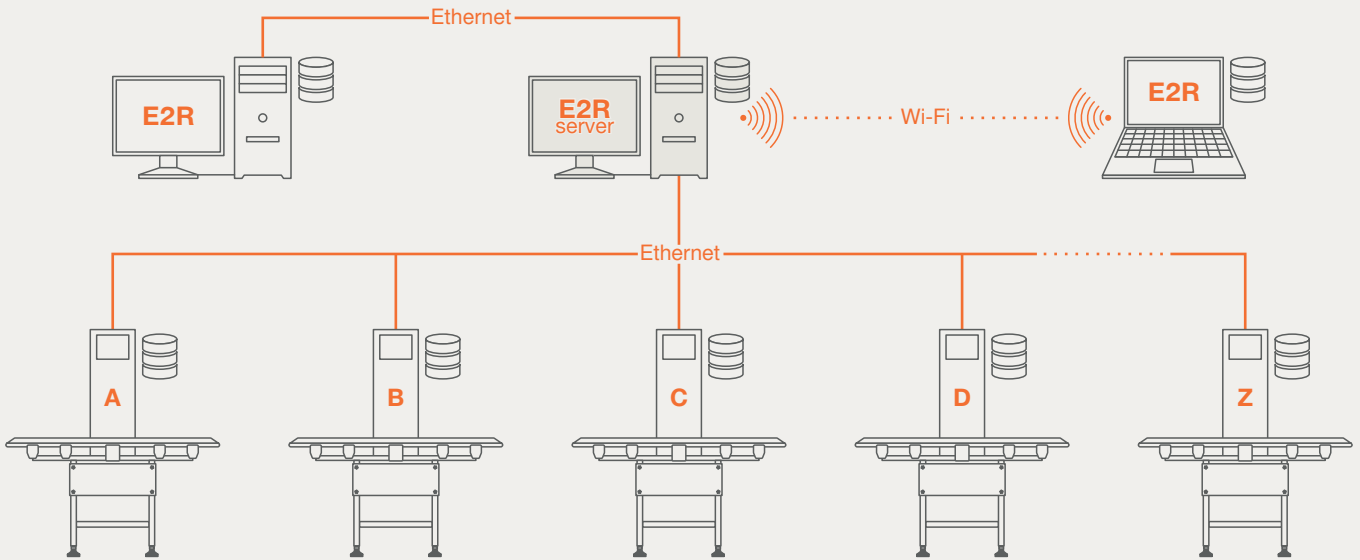 Ethernet
E2R
E2R
server
Wi-Fi
E2R
Ethernet
A
B
C
D
Z